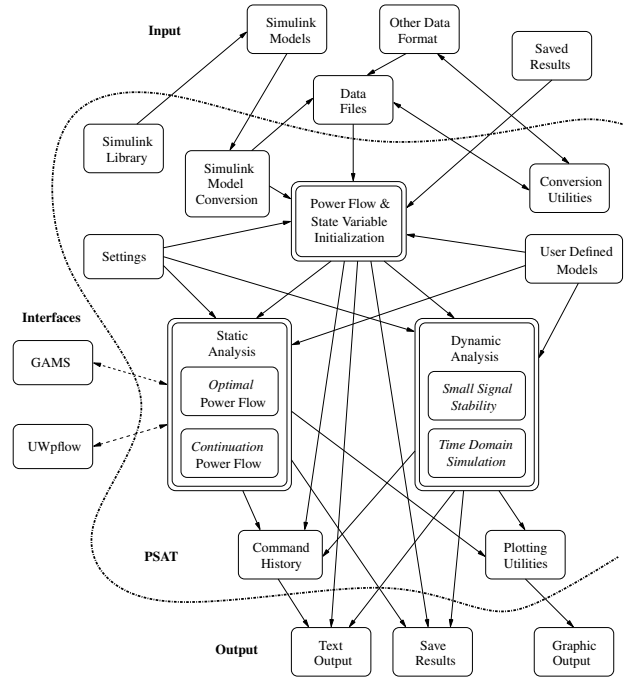 Input
Simulink
Models
Other Data
Format
Saved
Results
Data
Files
Simulink
Library
Simulink
Model
Conversion
Power Flow &
State Variable
Initialization
Conversion
Utilities
Settings
User Defined
Models
Interfaces
GAMS
UWpflow
Static
Analysis
Optimal
Power Flow
Continuation
Power Flow
Dynamic
Analysis
Small Signal
Stability
Time Domain
Simulation
PSAT
Command
History
Plotting
Utilities
Output
Text
Output
Save
Results
Graphic
Output